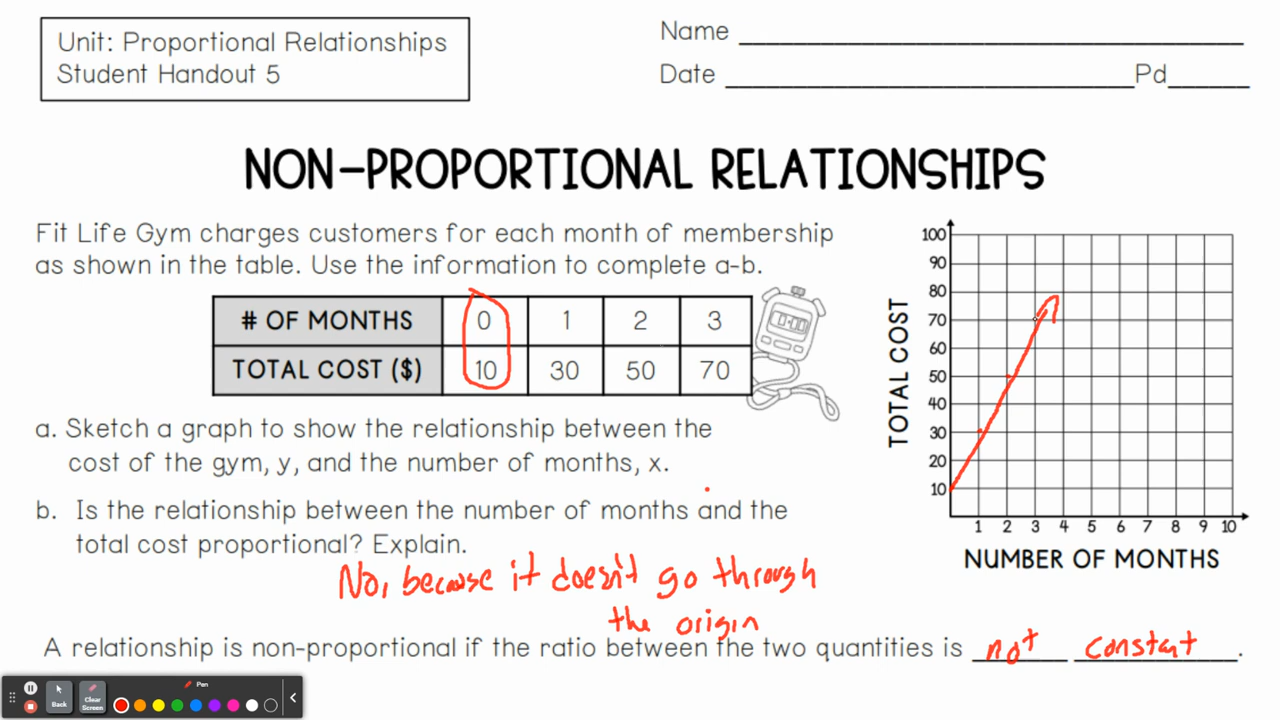 Unit: Proportional Relationships
Student Handout 5
Name
Date Pd
NON-PROPORTIONAL RELATIONSHIPS
Fit Life Gym charges customers for each month of membership
as shown in the table. Use the information to complete a-b.
# OF MONTHS 0 1 2 3
TOTAL COST ($) 10 30 50 70
a. Sketch a graph to show the relationship between the
cost of the gym, y, and the number of months, x.
b. Is the relationship between the number of months and the
total cost proportional? Explain.
No, because it doesn't go through
the origin
A relationship is non-proportional if the ratio between the two quantities is not constant.
TOTAL COST
100
90
80
70
60
50
40
30
20
10
1 2 3 4 5 6 7 8 9 10
NUMBER OF MONTHS
Back
Clear
Screen
Pen